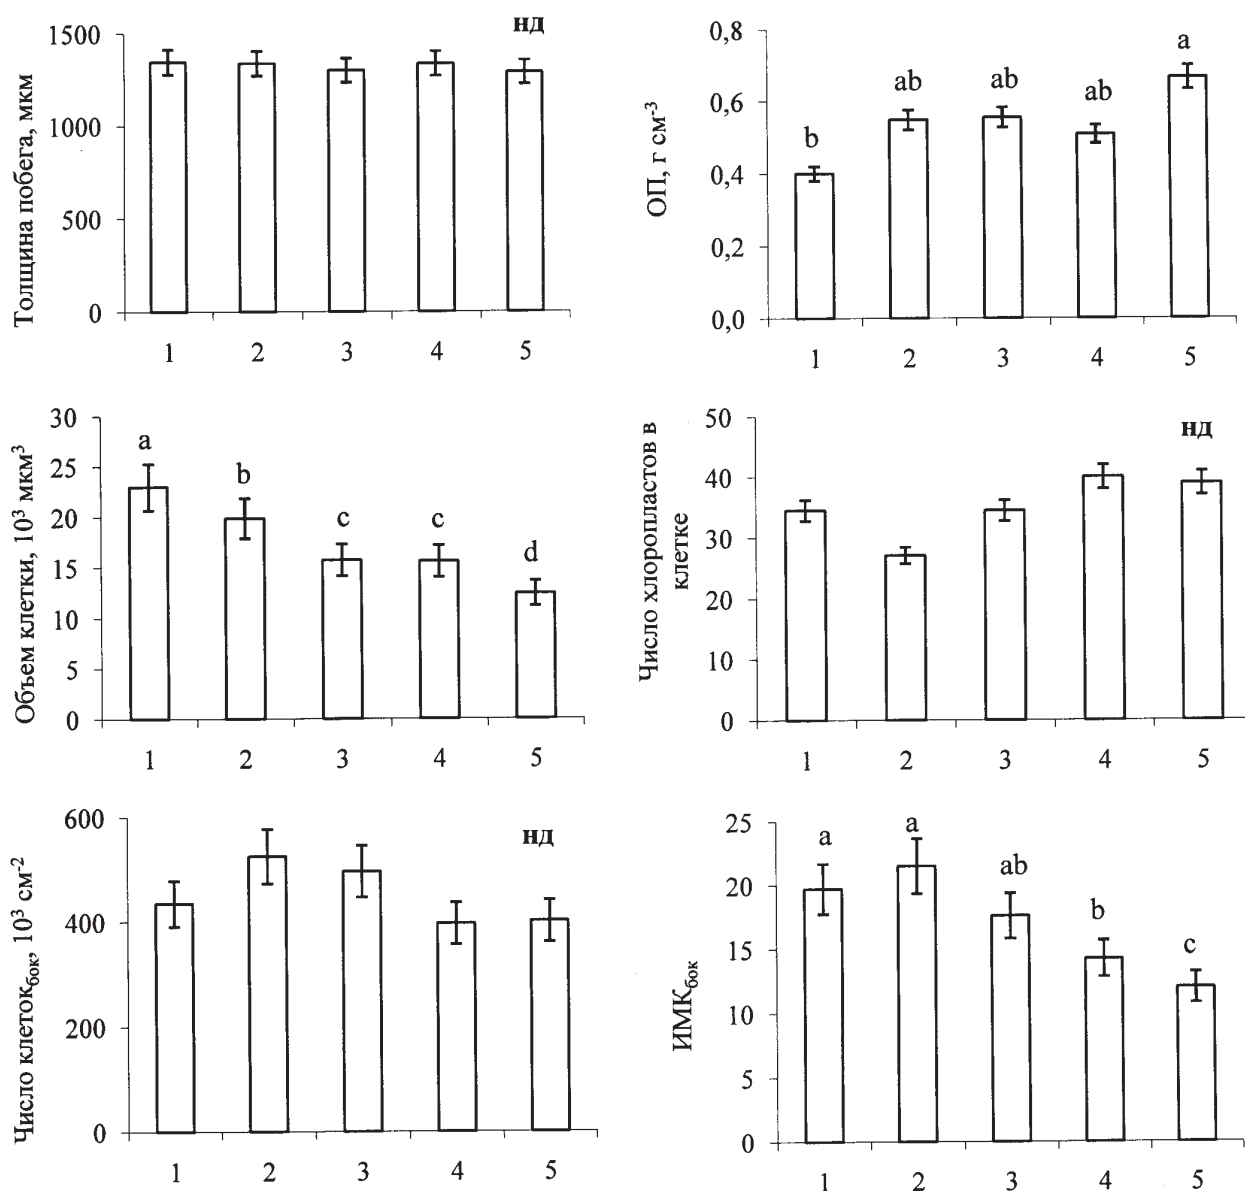 Толщина побега, мкм
1500
1000
500
0
нд
1 2 3 4 5
ОП, г см⁻³
0,8
0,6
0,4
0,2
0,0
b ab ab ab a
1 2 3 4 5
Объем клетки, 10³ мкм³
30
25
20
15
10
5
0
a b c c d
1 2 3 4 5
Число хлоропластов в
клетке
50
40
30
20
10
0
нд
1 2 3 4 5
Число клетокбок, 10³ см⁻²
600
400
200
0
нд
1 2 3 4 5
ИМКбок
25
20
15
10
5
0
a a ab b c
1 2 3 4 5